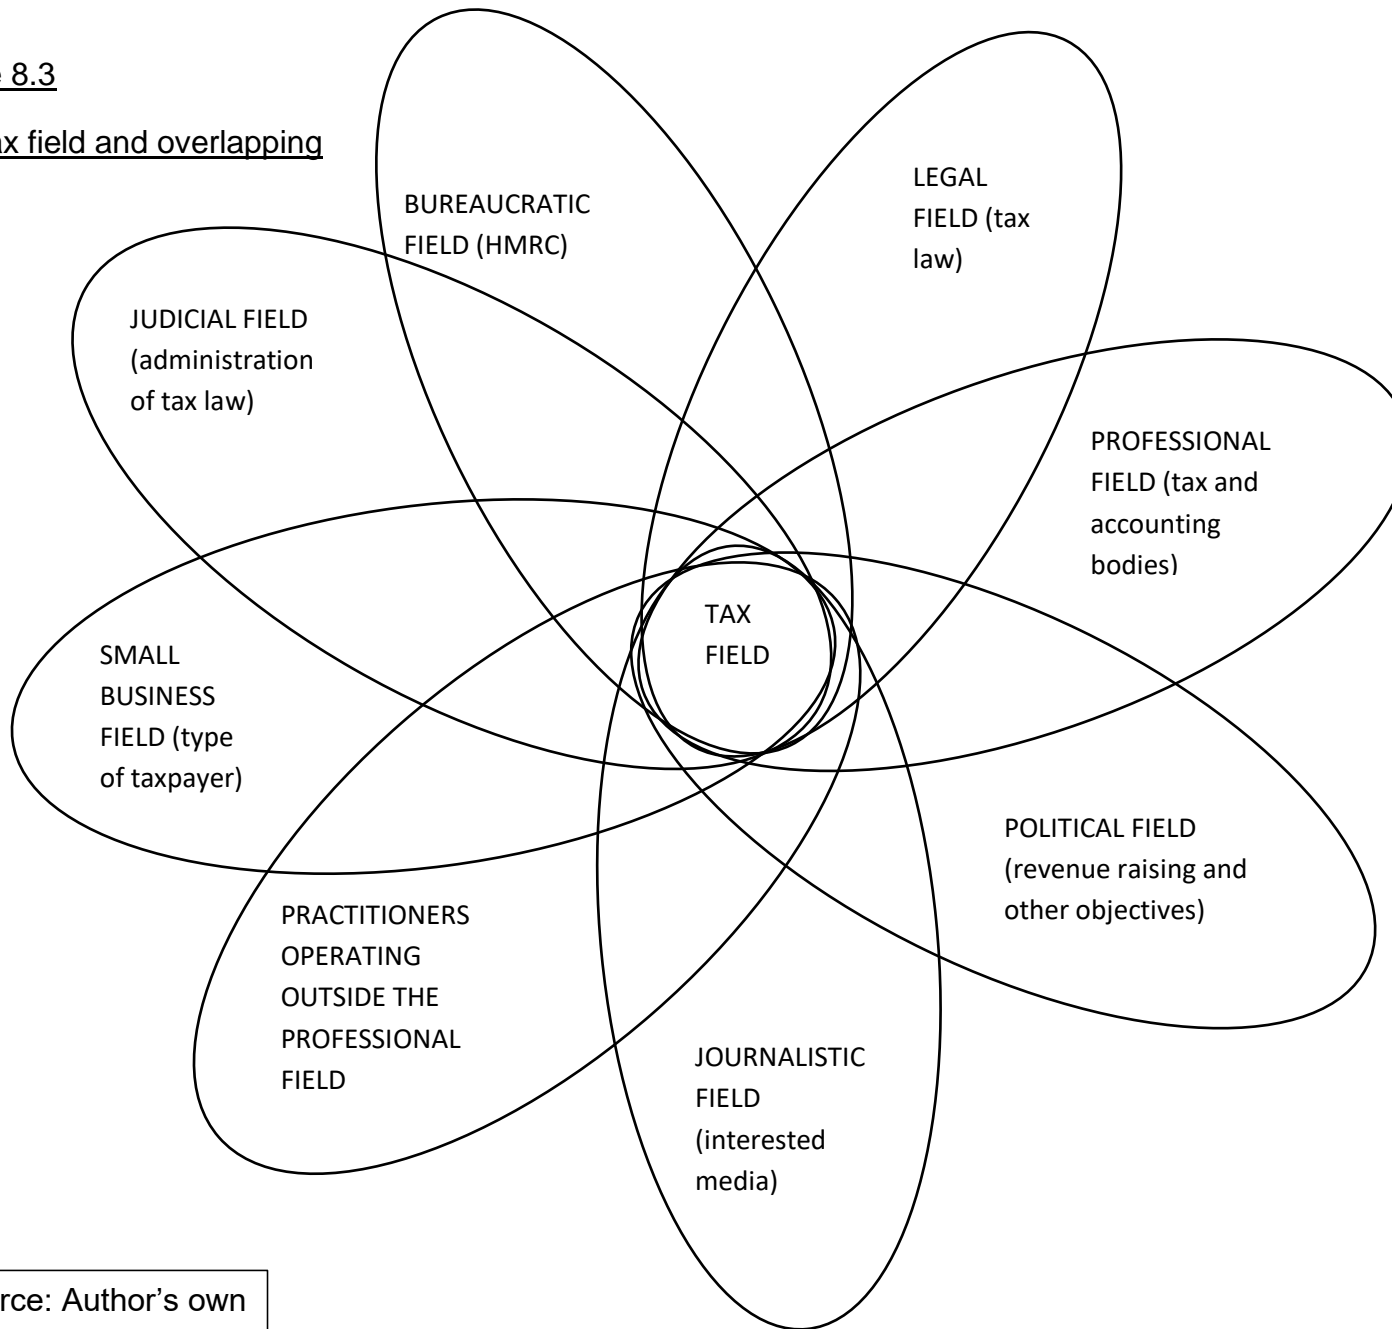 8.3
field and overlapping
BUREAUCRATIC
FIELD (HMRC)
LEGAL
FIELD (tax
law)
JUDICIAL FIELD
(administration
of tax law)
PROFESSIONAL
FIELD (tax and
accounting
bodies)
TAX
FIELD
SMALL
BUSINESS
FIELD (type
of taxpayer)
POLITICAL FIELD
(revenue raising and
other objectives)
PRACTITIONERS
OPERATING
OUTSIDE THE
PROFESSIONAL
FIELD
JOURNALISTIC
FIELD
(interested
media)
Author's own